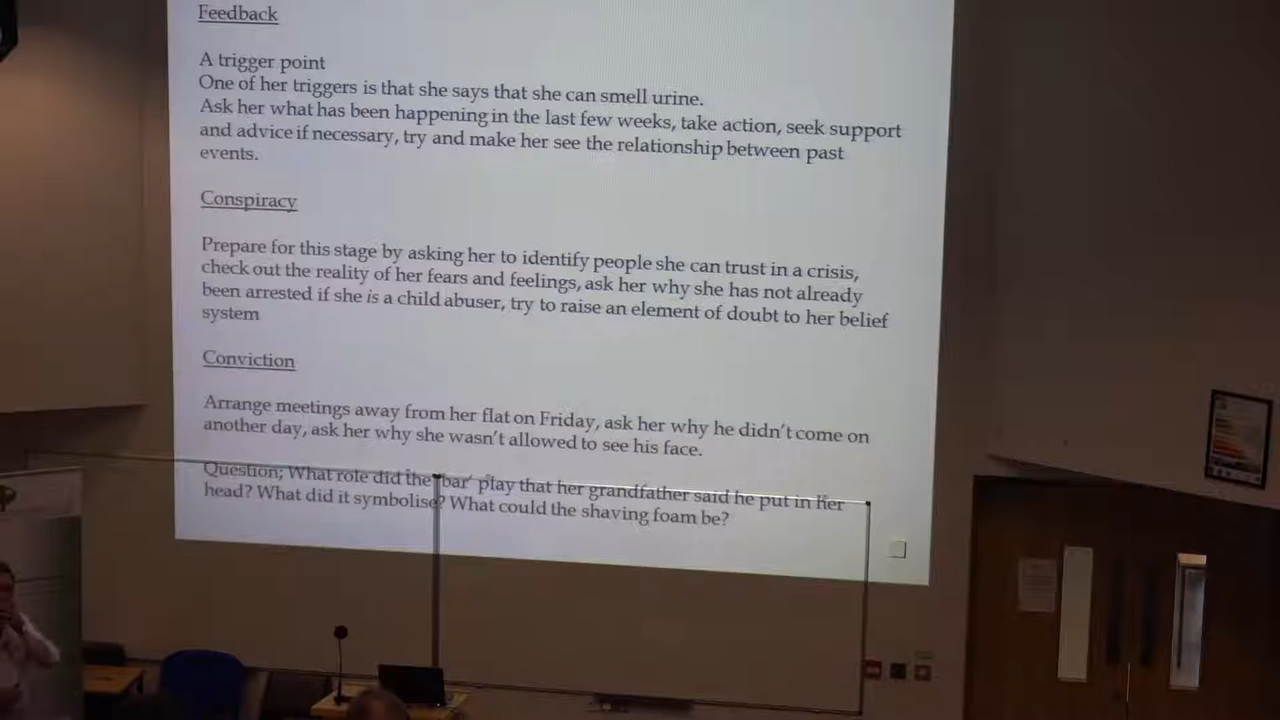 Feedback
A trigger point
One of her triggers is that she says that she can smell urine.
Ask her what has been happening in the last few weeks, take action, seek support
and advice if necessary, try and make her see the relationship between past
events.
Conspiracy
Prepare for this stage by asking her to identify people she can trust in a crisis,
check out the reality of her fears and feelings, ask her why she has not already
been arrested if she is a child abuser, try to raise an element of doubt to her belief
system
Conviction
Arrange meetings away from her flat on Friday, ask her why he didn't come on
another day, ask her why she wasn't allowed to see his face.
Question; What role did the 'bar' play that her grandfather said he put in her
head? What did it symbolise? What could the shaving foam be?